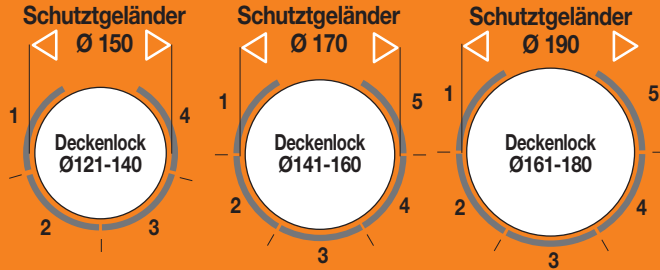 Schutztgeländer
Ø 150
1
4
Deckenlock
Ø121-140
2
3
Schutztgeländer
Ø 170
1
5
Deckenlock
Ø141-160
2
4
3
Schutztgeländer
Ø 190
1
5
Deckenlock
Ø161-180
2
4
3